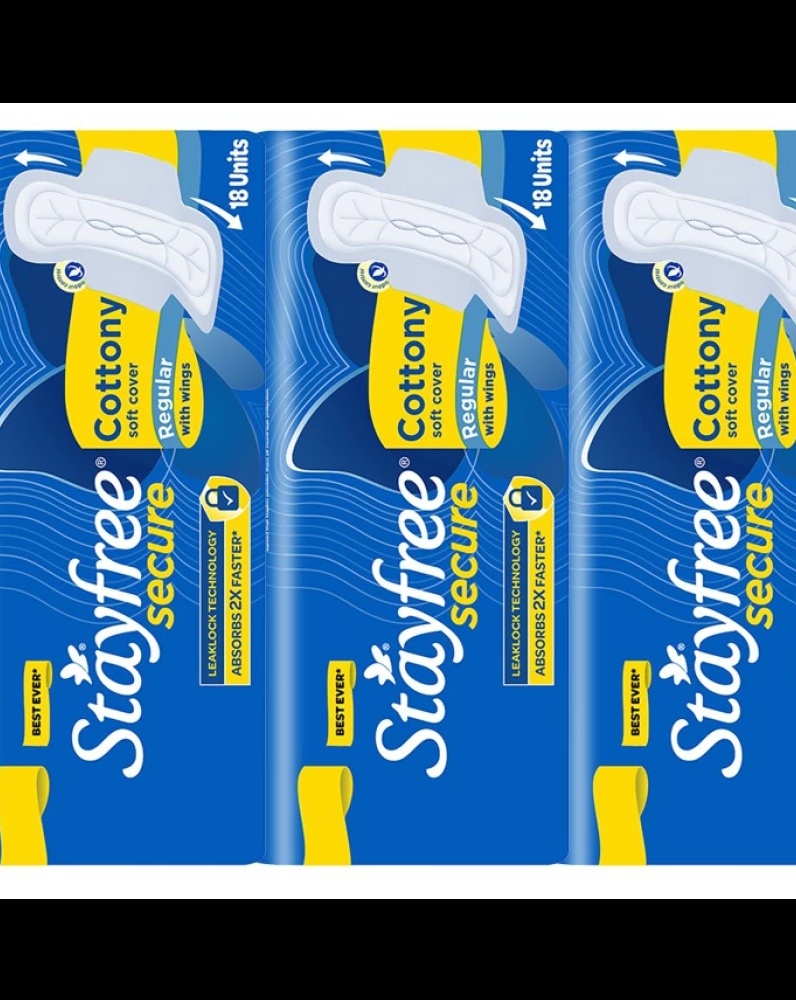 BEST EVER*
Stayfree®
secure
Cottony
soft cover
Regular
with wings
18 Units
LEAKLOCK TECHNOLOGY
ABSORBS 2X FASTER*
BEST EVER*
Stayfree®
secure
Cottony
soft cover
Regular
with wings
18 Units
LEAKLOCK TECHNOLOGY
ABSORBS 2X FASTER*
BEST EVER*
Stayfree®
secure
Cottony
soft cover
Regular
with wings